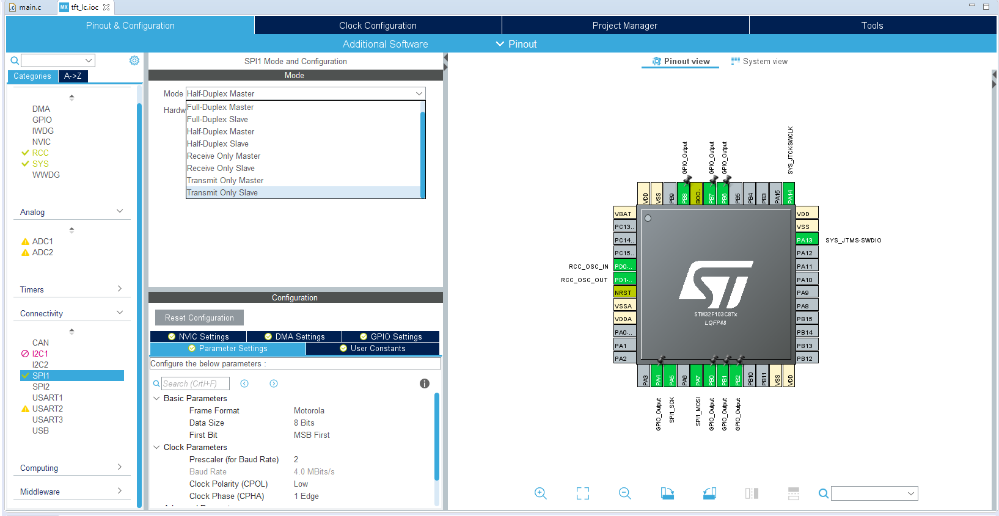 main.c
MX tft_lc.ioc
Pinout & Configuration
Clock Configuration
Project Manager
Tools
Additional Software
Pinout
Categories
A->Z
DMA
GPIO
IWDG
NVIC
RCC
SYS
WWDG
Analog
ADC1
ADC2
Timers
Connectivity
CAN
I2C1
I2C2
SPI1
SPI2
USART1
USART2
USART3
USB
Computing
Middleware
SPI1 Mode and Configuration
Mode
Mode Half-Duplex Master
Hardw
Full-Duplex Master
Full-Duplex Slave
Half-Duplex Master
Half-Duplex Slave
Receive Only Master
Receive Only Slave
Transmit Only Master
Transmit Only Slave
Configuration
Reset Configuration
NVIC Settings
DMA Settings
GPIO Settings
Parameter Settings
User Constants
Configure the below parameters :
Search (Crtl+F)
Basic Parameters
Frame Format Motorola
Data Size 8 Bits
First Bit MSB First
Clock Parameters
Prescaler (for Baud Rate) 2
Baud Rate 4.0 MBits/s
Clock Polarity (CPOL) Low
Clock Phase (CPHA) 1 Edge
Pinout view
System view
GPIO_Output
GPIO_Output
GPIO_Output
SYS_JTCK-SWCLK
VDD
VSS
PB9
PB8
BOO..
PB7
PB6
PB5
PB4
PB3
PA15
PA14
VBAT
PC13..
PC14..
PC15..
RCC_OSC_IN PD0-..
RCC_OSC_OUT PD1-..
NRST
VSSA
VDDA
PA0-..
PA1
PA2
VDD
VSS
PA13 SYS_JTMS-SWDIO
PA12
PA11
PA10
PA9
PA8
PB15
PB14
PB13
PB12
ST
STM32F103C8Tx
LQFP48
PA3
PA4
PA5
PA6
PA7
PB0
PB1
PB2
PB10
PB11
VSS
VDD
GPIO_Output
SPI1_SCK
SPI1_MOSI
GPIO_Output
GPIO_Output
GPIO_Output